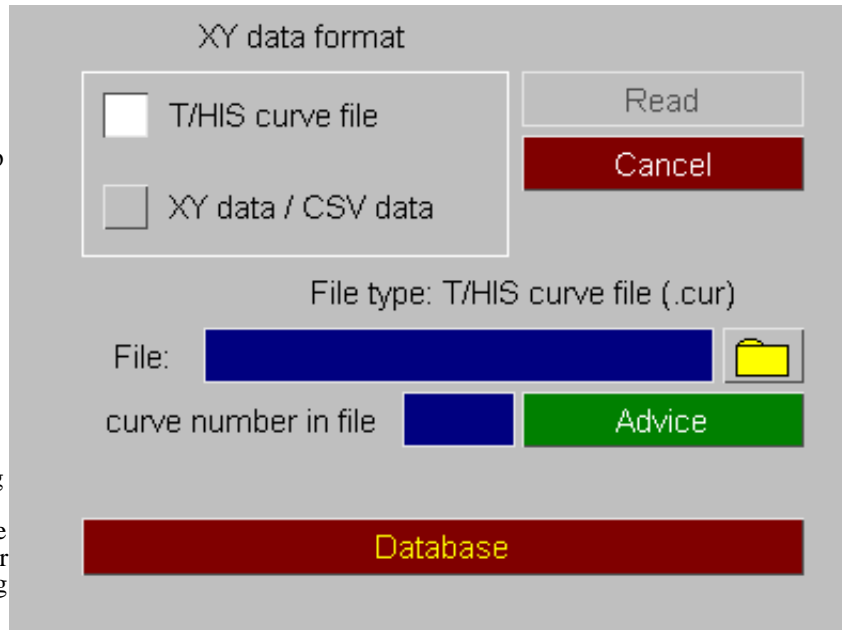 XY data format
T/HIS curve file
Read
Cancel
XY data / CSV data
File type: T/HIS curve file (.cur)
File:
curve number in file
Advice
Database